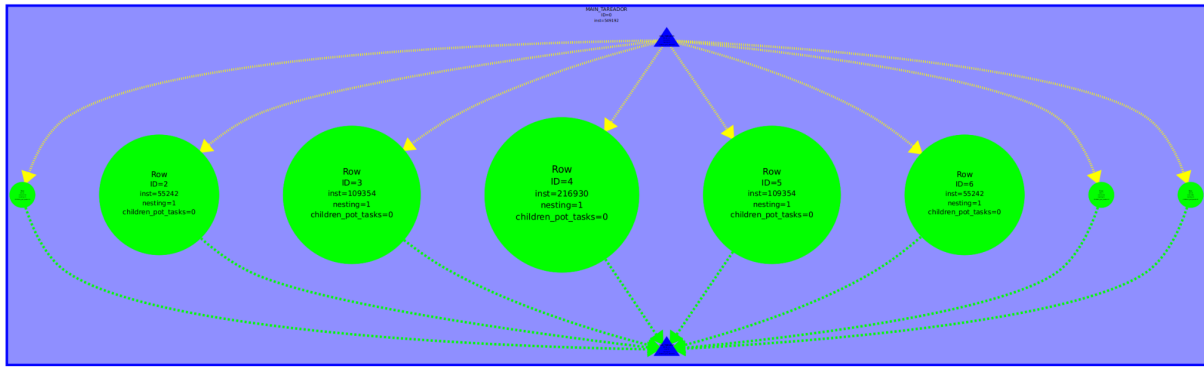 MAIN_TAREADOR
Row
ID=2
inst=55242
nesting=1
children_pot_tasks=0
Row
ID=3
inst=109354
nesting=1
children_pot_tasks=0
Row
ID=4
inst=216930
nesting=1
children_pot_tasks=0
Row
ID=5
inst=109354
nesting=1
children_pot_tasks=0
Row
ID=6
inst=55242
nesting=1
children_pot_tasks=0